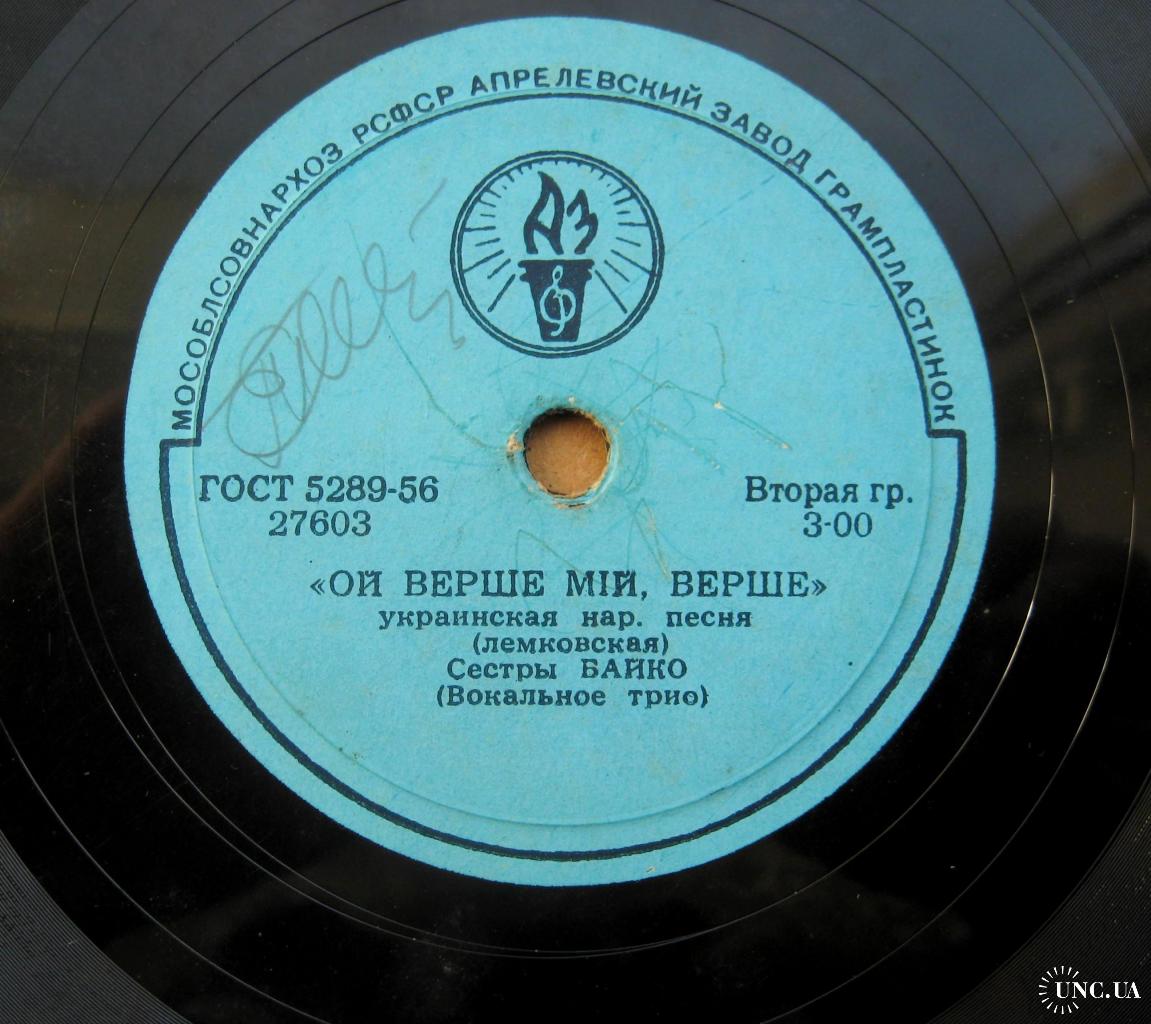 МОСОБЛСОВНАРХОЗ РСФСР АПРЕЛЕВСКИЙ ЗАВОД ГРАМПЛАСТИНОК
АЗ
ГОСТ 5289-56
27603
Вторая гр.
3-00
«ОЙ ВЕРШЕ МІЙ, ВЕРШЕ»
украинская нар. песня
(лемковская)
Сестры БАЙКО
(Вокальное трио)
UNC.UA